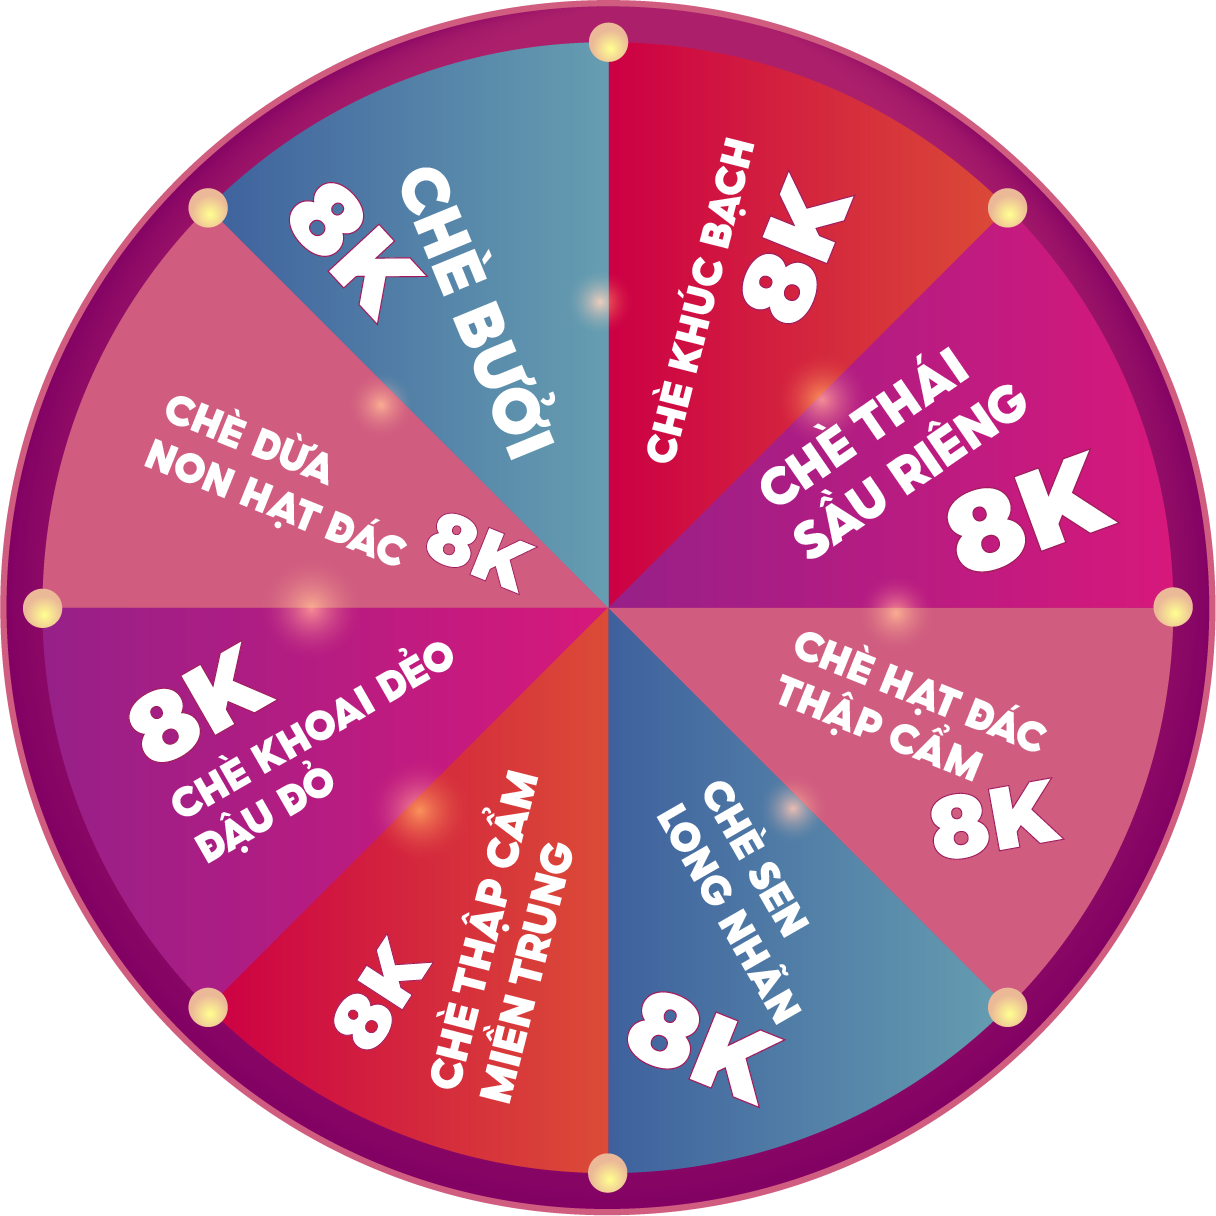 CHÈ KHÚC BẠCH
8K
CHÈ THÁI
SẦU RIÊNG
8K
CHÈ HẠT ĐÁC
THẬP CẨM
8K
CHÈ SEN
LONG NHÃN
8K
CHÈ THẬP CẨM
MIỀN TRUNG
8K
8K
CHÈ KHOAI DẺO
ĐẬU ĐỎ
CHÈ DỪA
NON HẠT ĐÁC
8K
CHÈ BƯỞI
8K